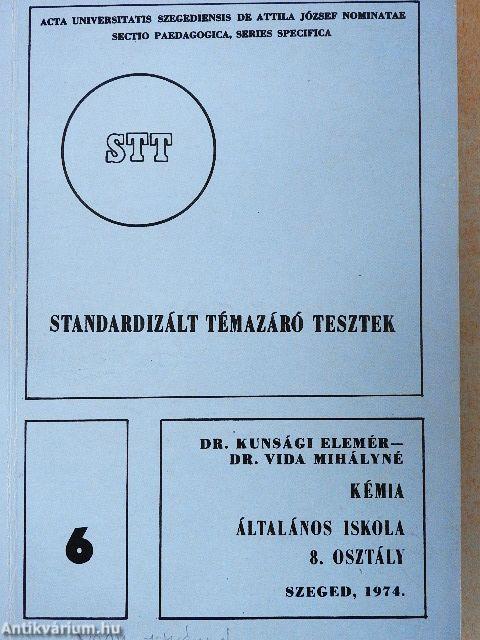 ACTA UNIVERSITATIS SZEGEDIENSIS DE ATTILA JÓZSEF NOMINATAE
SECTIO PAEDAGOGICA, SERIES SPECIFICA
STT
STANDARDIZÁLT TÉMAZÁRÓ TESZTEK
6
DR. KUNSÁGI ELEMÉR—
DR. VIDA MIHÁLYNÉ
KÉMIA
ÁLTALÁNOS ISKOLA
8. OSZTÁLY
SZEGED, 1974.
Antikvárium.hu